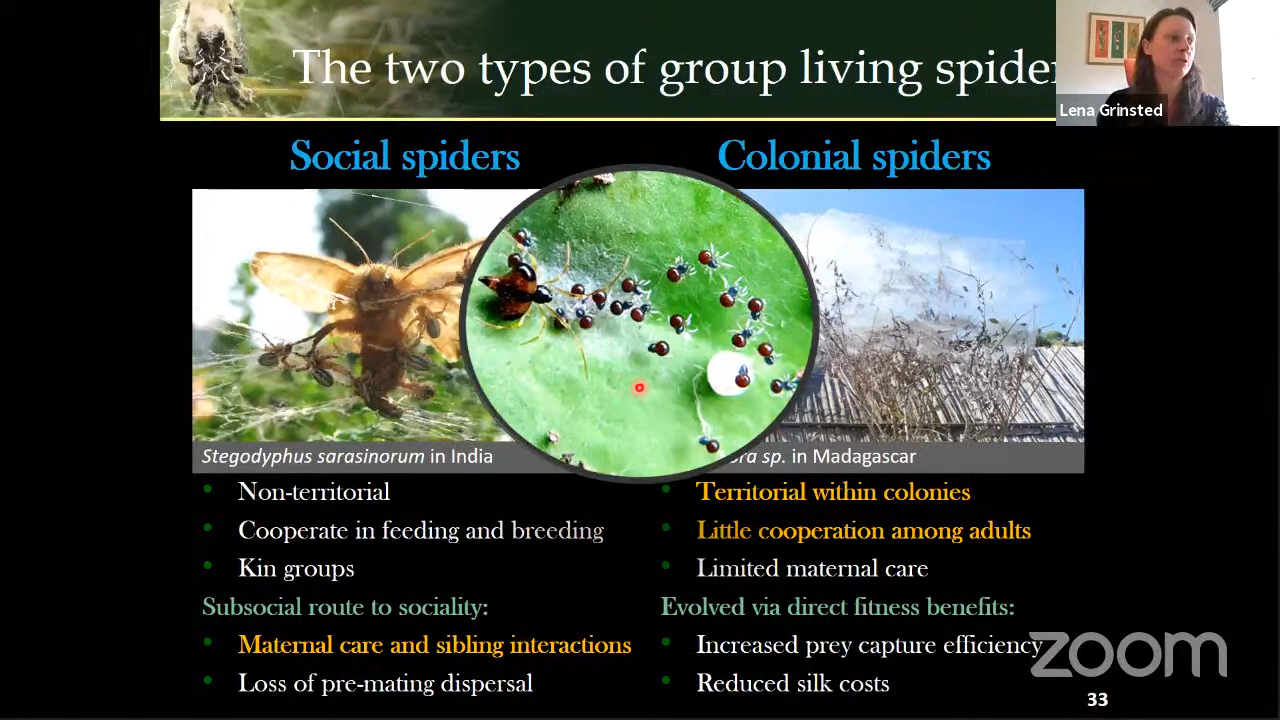 The two types of group living spider
Lena Grinsted
Social spiders
Colonial spiders
Stegodyphus sarasinorum in India
sp. in Madagascar
Non-territorial
Cooperate in feeding and breeding
Kin groups
Subsocial route to sociality:
Maternal care and sibling interactions
Loss of pre-mating dispersal
Territorial within colonies
Little cooperation among adults
Limited maternal care
Evolved via direct fitness benefits:
Increased prey capture efficiency
Reduced silk costs
zoom
33